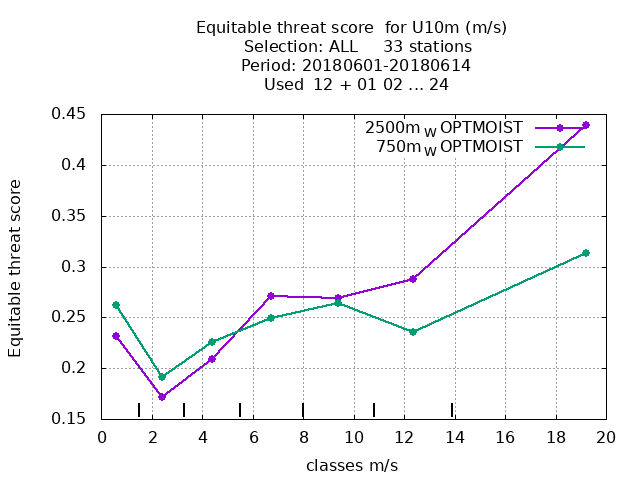 Equitable threat score  for U10m (m/s)
Selection: ALL     33 stations
Period: 20180601-20180614
Used  12 + 01 02 ... 24
2500m W OPTMOIST
750m W OPTMOIST
0.45
0.4
0.35
0.3
0.25
0.2
0.15
Equitable threat score
0 2 4 6 8 10 12 14 16 18 20
classes m/s